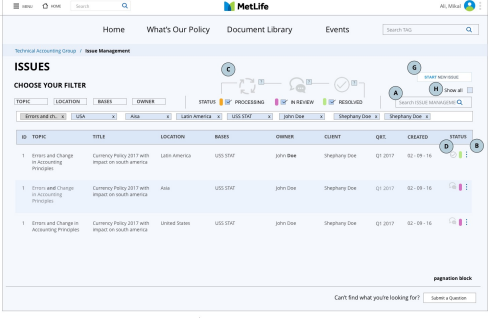 MENU HOME Search MetLife Ali, Mikal
Home What's Our Policy Document Library Events Search TAG
Technical Accounting Group / Issue Management
ISSUES
C G
START NEW ISSUE
CHOOSE YOUR FILTER
H Show all
A
TOPIC LOCATION BASES OWNER STATUS PROCESSING IN REVIEW RESOLVED Search ISSUE MANAGEME
Errors and ch.. x USA x Aisa x Latin America x USS STAT x John Doe x Shephany Doe x Shephany Doe x
ID TOPIC TITLE LOCATION BASES OWNER CLIENT QRT. CREATED STATUS
D B
1 Errors and Change in Accounting Principles Currency Policy 2017 with impact on south america Latin America USS STAT John Doe Shephany Doe Q1 2017 02 - 09 - 16
1 Errors and Change in Accounting Principles Currency Policy 2017 with impact on south america Asia USS STAT John Doe Shephany Doe Q1 2017 02 - 09 - 16
1 Errors and Change in Accounting Principles Currency Policy 2017 with impact on south america United States USS STAT John Doe Shephany Doe Q1 2017 02 - 09 - 16
pagnation block
Can't find what you're looking for? Submit a Question